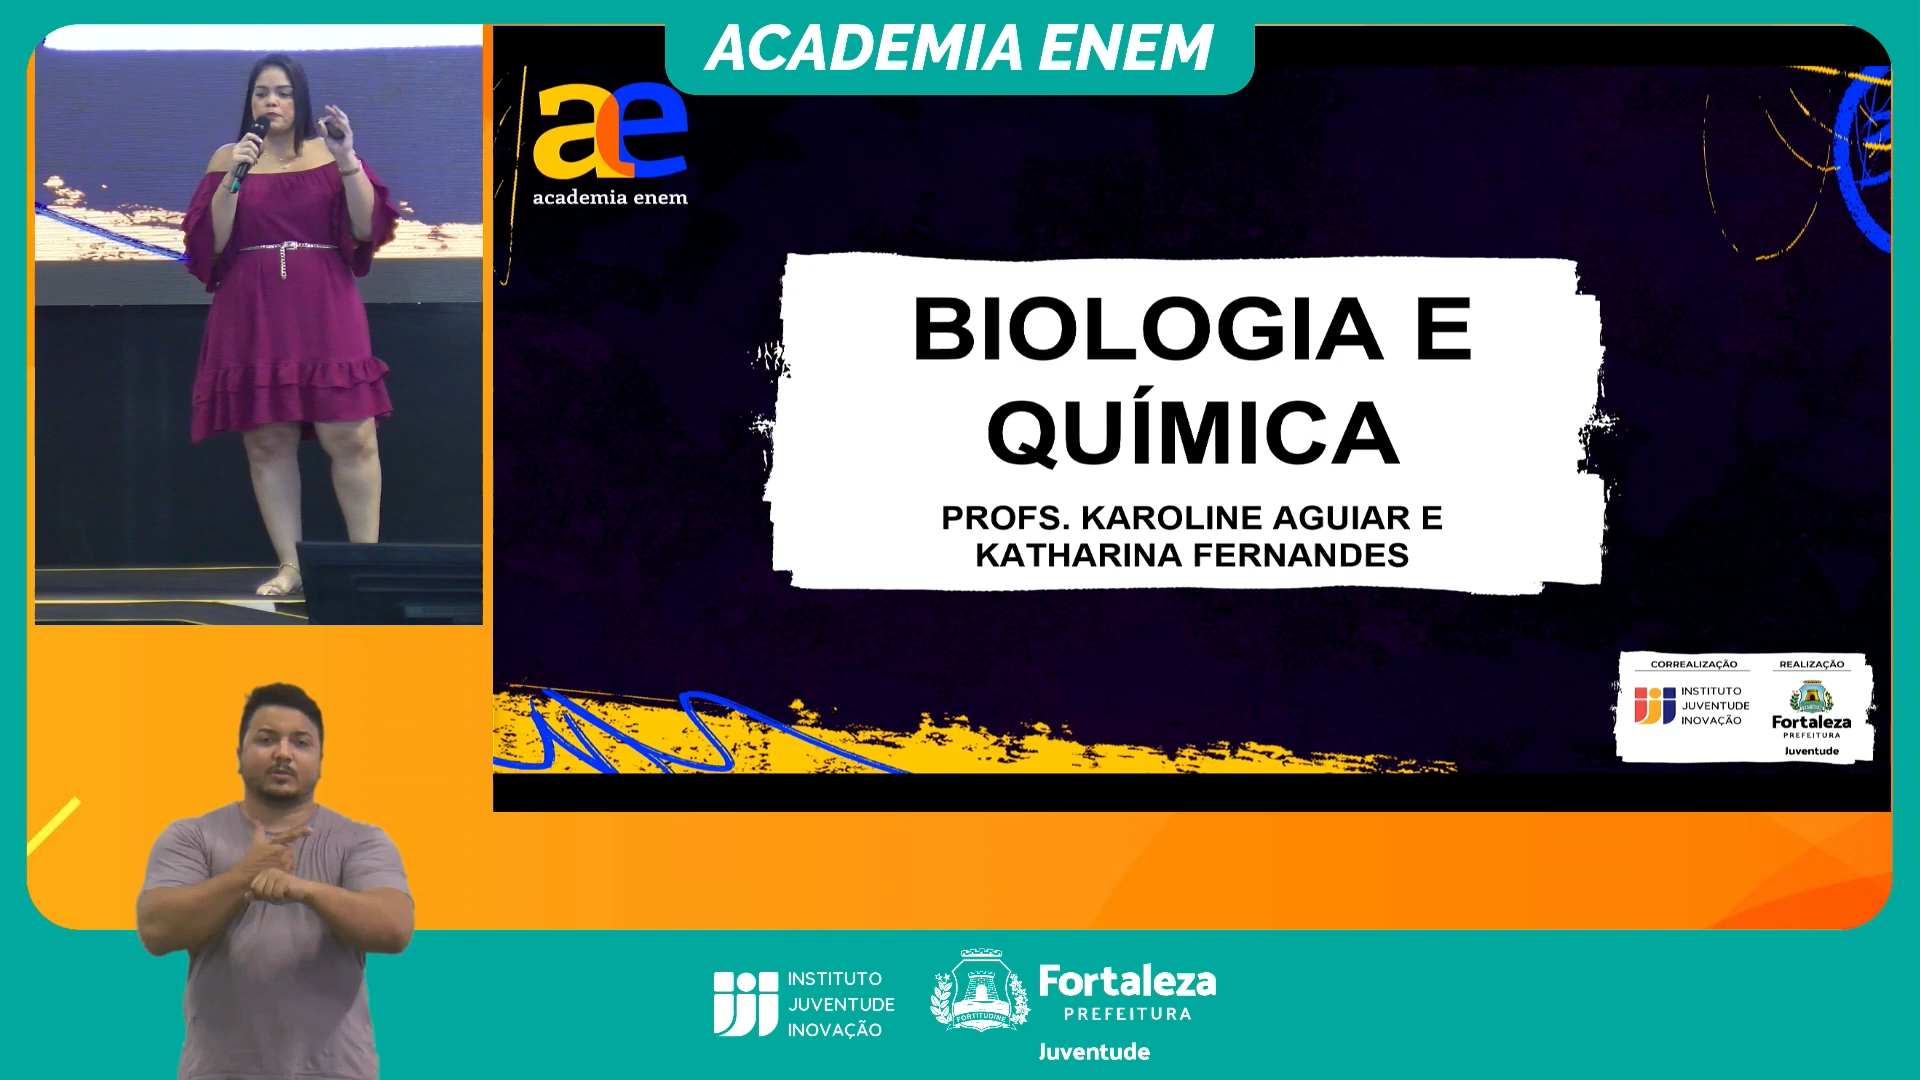 ACADEMIA ENEM
ae
academia enem
BIOLOGIA E
QUÍMICA
PROFS. KAROLINE AGUIAR E
KATHARINA FERNANDES
CORREALIZAÇÃO
REALIZAÇÃO
INSTITUTO
JUVENTUDE
INOVAÇÃO
Fortaleza
PREFEITURA
Juventude
INSTITUTO
JUVENTUDE
INOVAÇÃO
FORTITUDINE
Fortaleza
PREFEITURA
Juventude